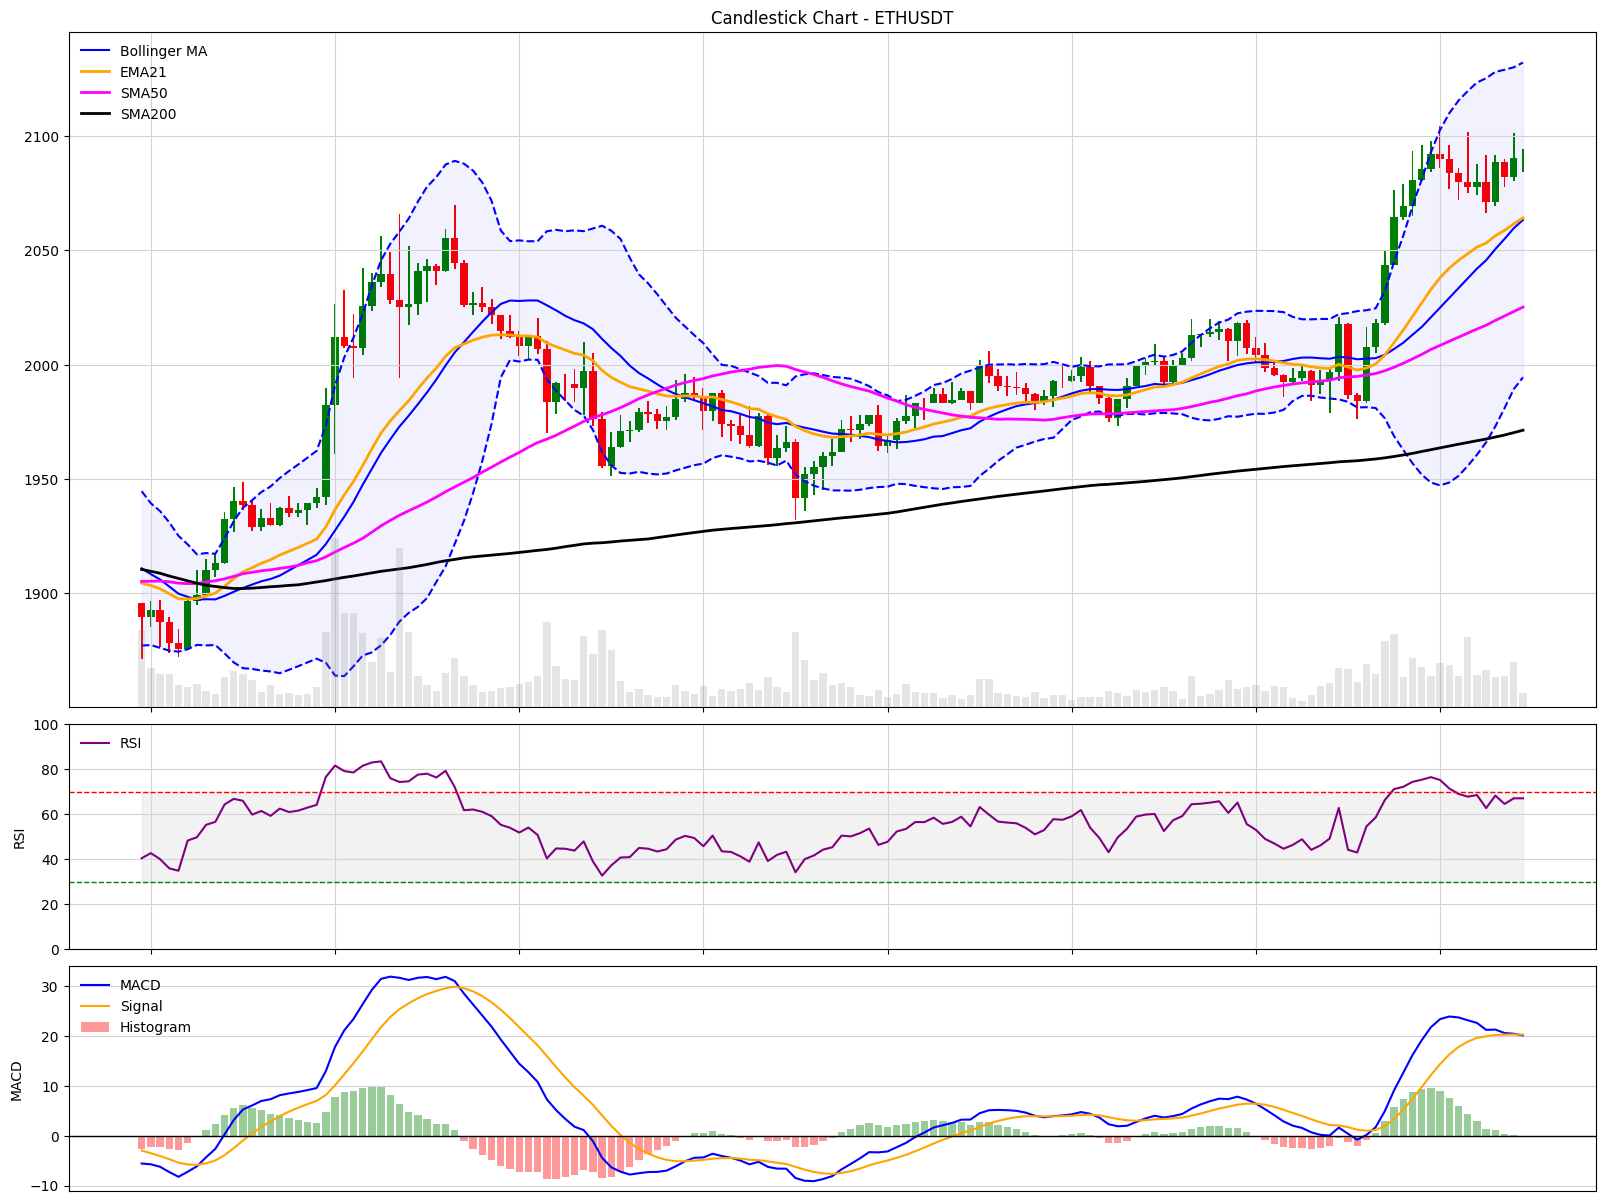 Candlestick Chart - ETHUSDT
Bollinger MA
EMA21
SMA50
SMA200
2100
2050
2000
1950
1900
RSI
100
80
60
40
20
0
RSI
MACD
Signal
Histogram
30
20
10
0
−10
MACD